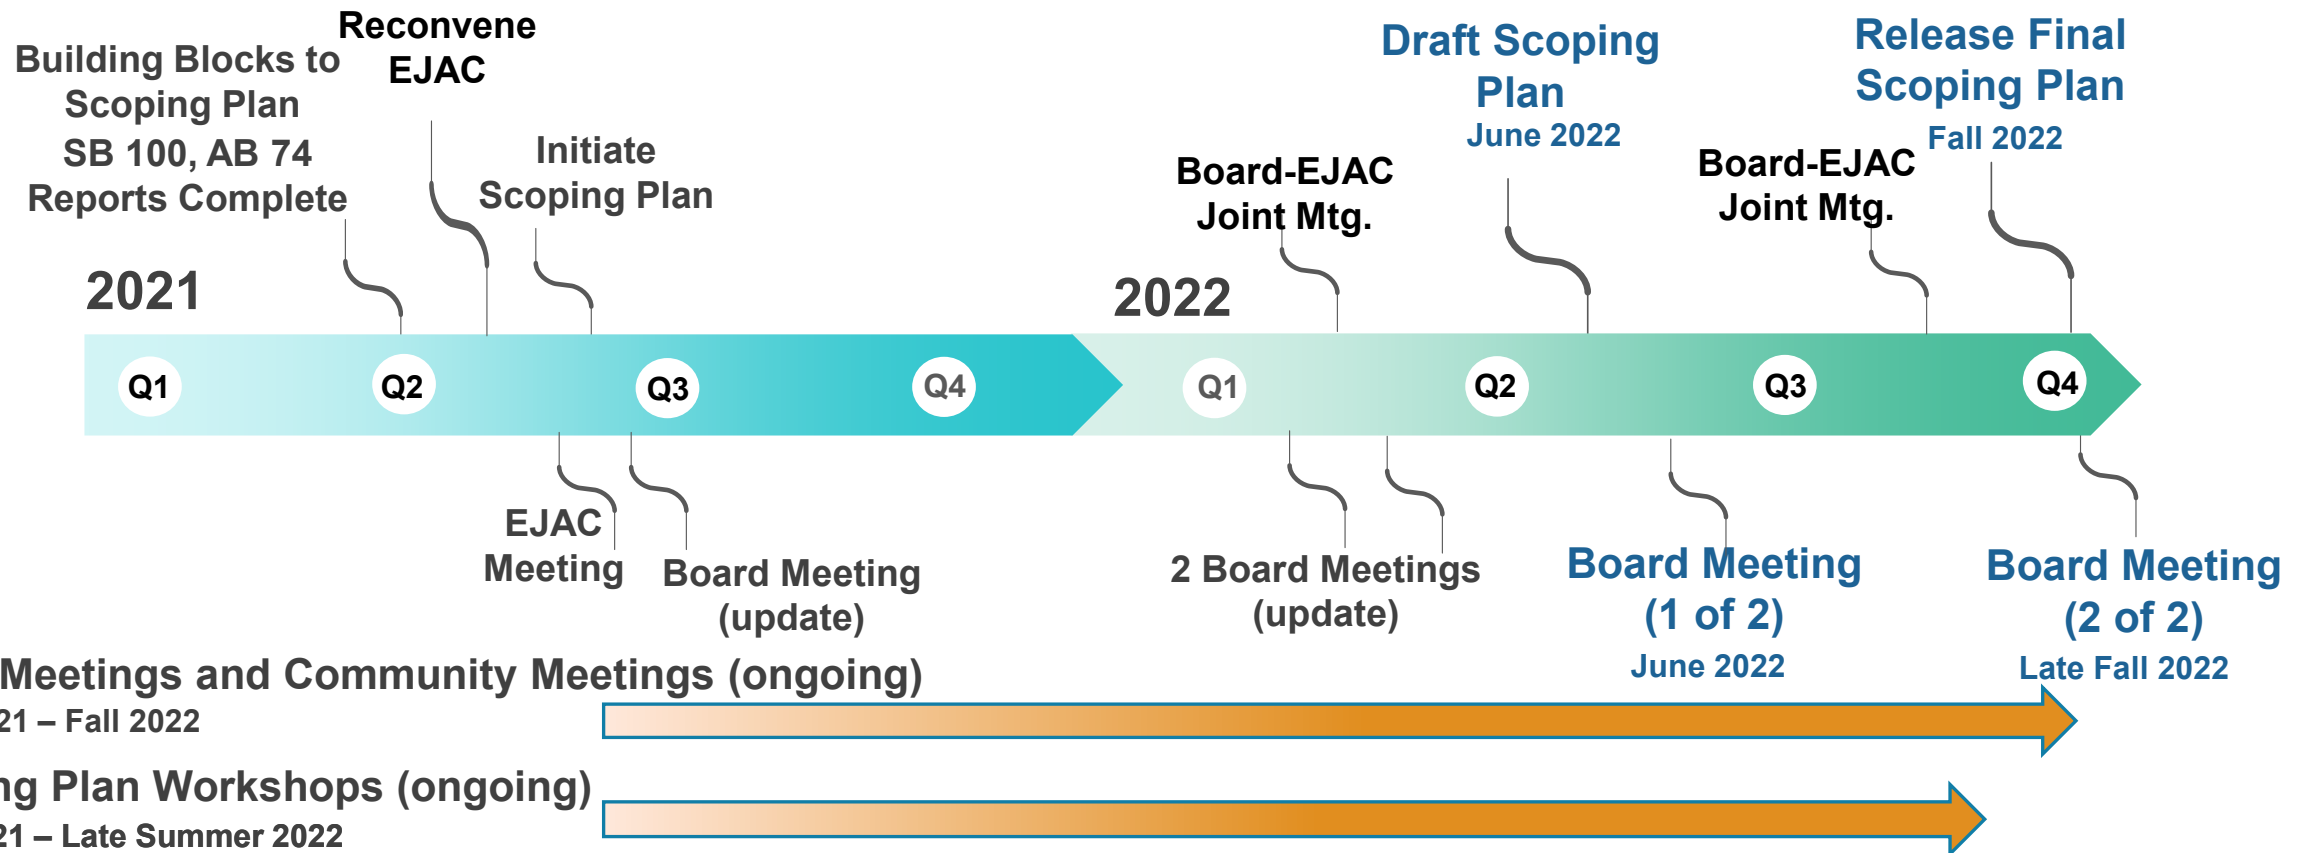 Reconvene
EJAC
Building Blocks to
Scoping Plan
SB 100, AB 74
Reports Complete
Initiate
Scoping Plan
Board-EJAC
Joint Mtg.
Draft Scoping
Plan
June 2022
Board-EJAC
Joint Mtg.
Release Final
Scoping Plan
Fall 2022
2021
2022
Q1
Q2
Q3
Q4
Q1
Q2
Q3
Q4
EJAC
Meeting
Board Meeting
(update)
2 Board Meetings
(update)
Board Meeting
(1 of 2)
June 2022
Board Meeting
(2 of 2)
Late Fall 2022
Meetings and Community Meetings (ongoing)
21 – Fall 2022
ng Plan Workshops (ongoing)
21 – Late Summer 2022